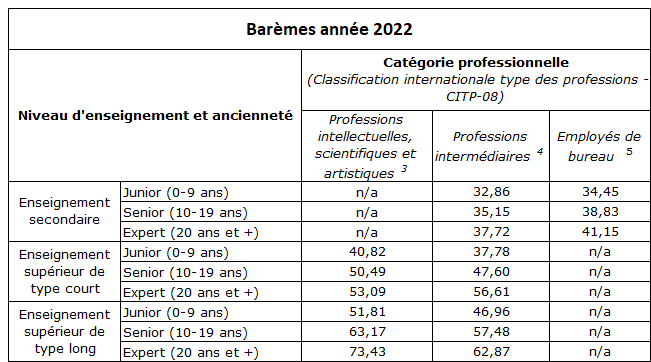 Barèmes année 2022
Niveau d'enseignement et ancienneté
Catégorie professionnelle
(Classification internationale type des professions -
CITP-08)
Professions
intellectuelles,
scientifiques et
artistiques 3
Professions
intermédiaires 4
Employés de
bureau 5
Enseignement
secondaire
Junior (0-9 ans) n/a 32,86 34,45
Senior (10-19 ans) n/a 35,15 38,83
Expert (20 ans et +) n/a 37,72 41,15
Enseignement
supérieur de
type court
Junior (0-9 ans) 40,82 37,78 n/a
Senior (10-19 ans) 50,49 47,60 n/a
Expert (20 ans et +) 53,09 56,61 n/a
Enseignement
supérieur de
type long
Junior (0-9 ans) 51,81 46,96 n/a
Senior (10-19 ans) 63,17 57,48 n/a
Expert (20 ans et +) 73,43 62,87 n/a